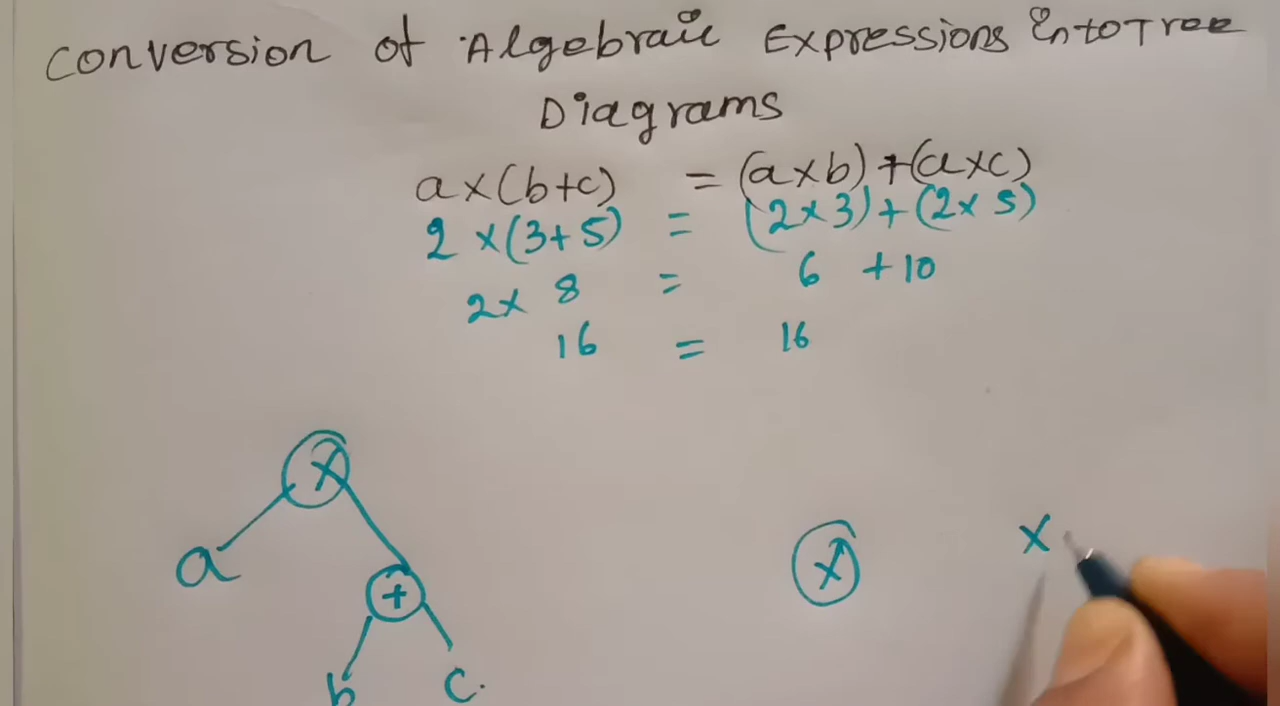 Conversion of Algebraic Expressions Into Tree
Diagrams
a×(b+c) = (a×b)+(a×c)
2×(3+5) = (2×3)+(2×5)
2× 8 = 6 +10
16 = 16
×
a
+
b c.
× ×